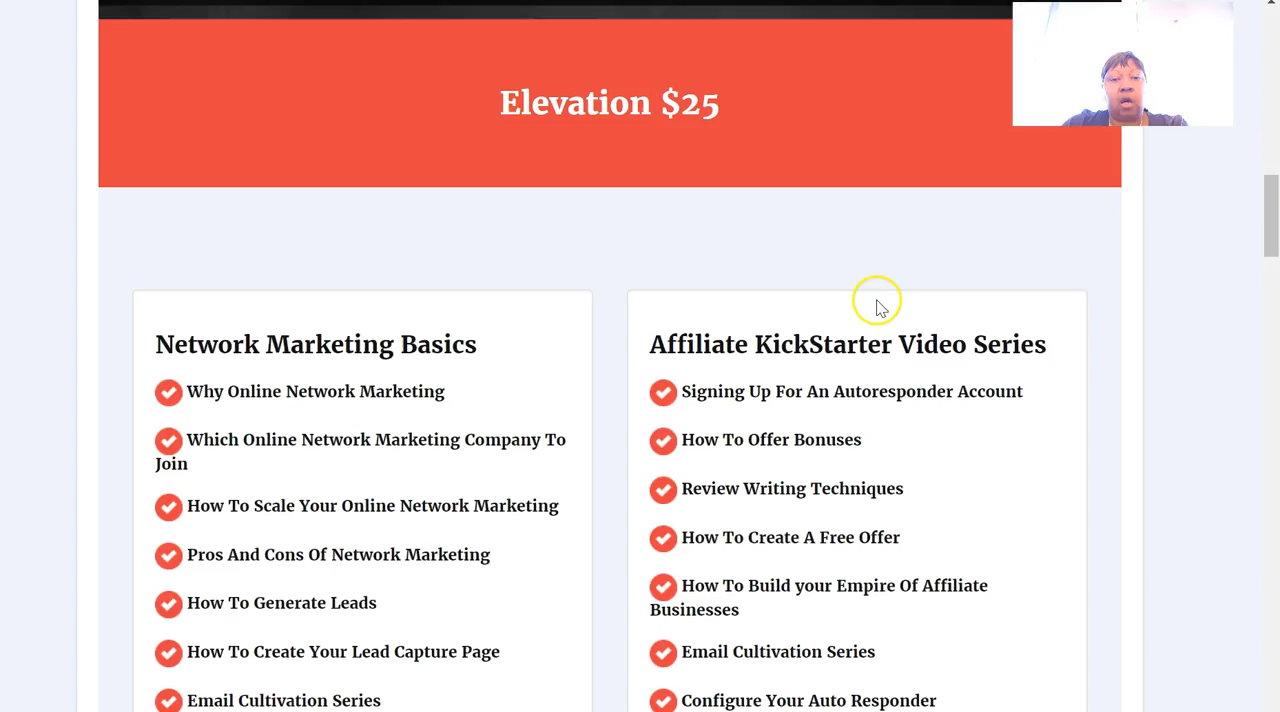 Elevation $25
Network Marketing Basics
Why Online Network Marketing
Which Online Network Marketing Company To
Join
How To Scale Your Online Network Marketing
Pros And Cons Of Network Marketing
How To Generate Leads
How To Create Your Lead Capture Page
Email Cultivation Series
Affiliate KickStarter Video Series
Signing Up For An Autoresponder Account
How To Offer Bonuses
Review Writing Techniques
How To Create A Free Offer
How To Build your Empire Of Affiliate
Businesses
Email Cultivation Series
Configure Your Auto Responder